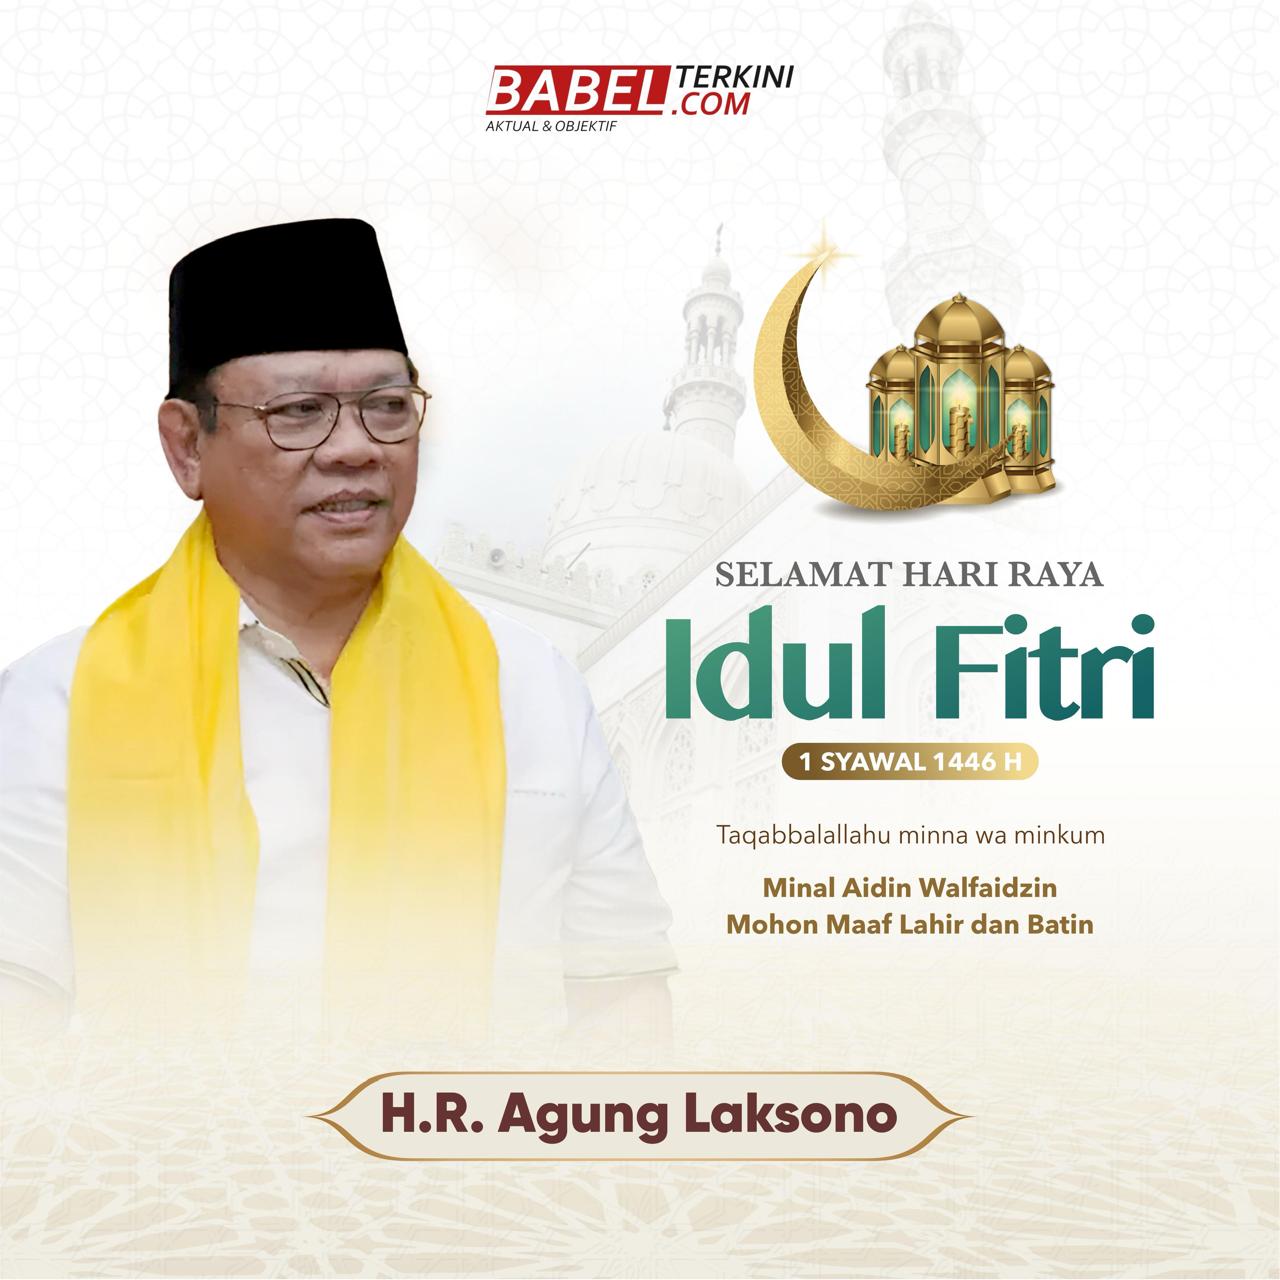 BABEL TERKINI
.COM
AKTUAL & OBJEKTIF
SELAMAT HARI RAYA
Idul Fitri
1 SYAWAL 1446 H
Taqabbalallahu minna wa minkum
Minal Aidin Walfaidzin
Mohon Maaf Lahir dan Batin
H.R. Agung Laksono